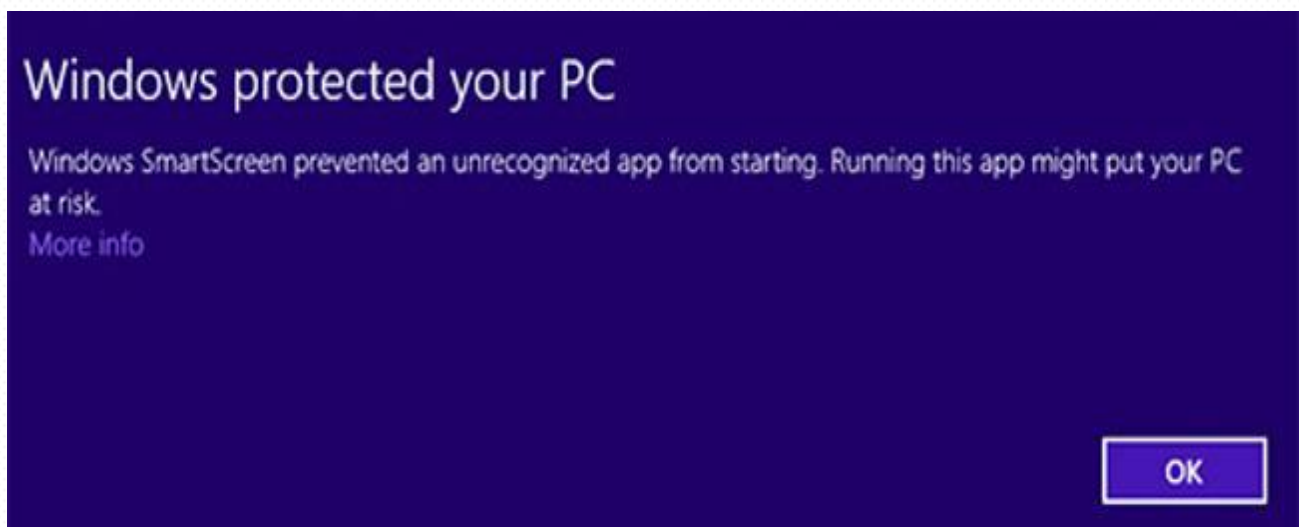 Windows protected your PC
Windows SmartScreen prevented an unrecognized app from starting. Running this app might put your PC
at risk.
More info
OK